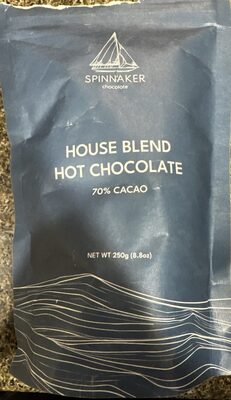 SPINNAKER
chocolate
HOUSE BLEND
HOT CHOCOLATE
70% CACAO
NET WT 250g (8.8oz)